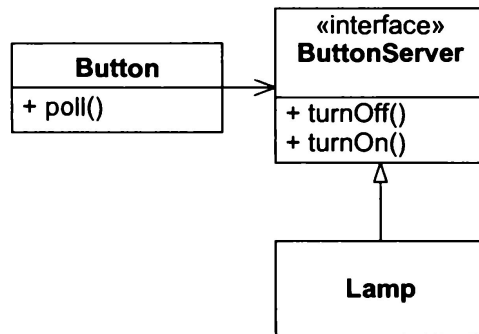 Button
+ poll()
«interface»
ButtonServer
+ turnOff()
+ turnOn()
Lamp